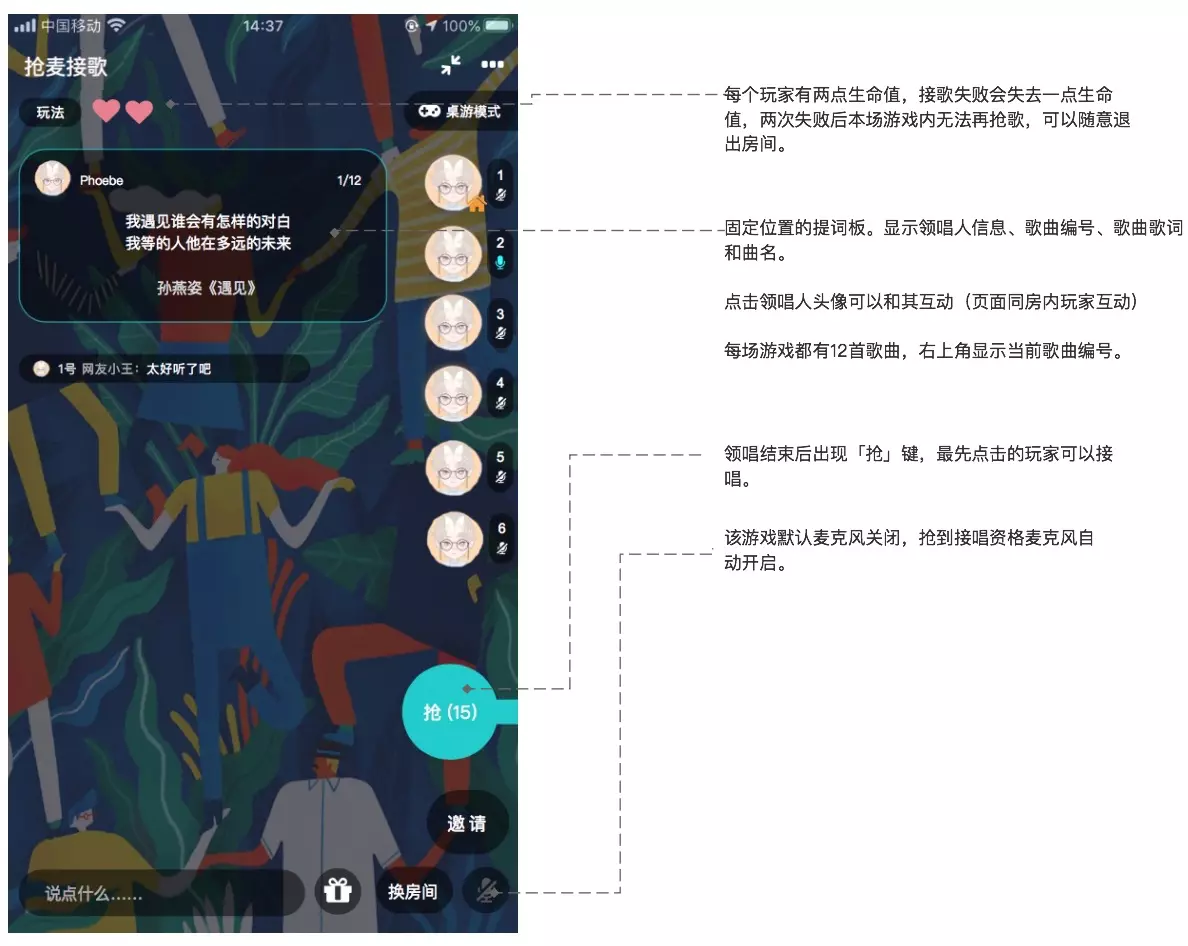 中国移动
14:37
100%
抢麦接歌
玩法
桌游模式
Phoebe
1/12
我遇见谁会有怎样的对白
我等的人他在多远的未来
孙燕姿《遇见》
1号 网友小王：太好听了吧
1
2
3
4
5
6
抢 (15)
邀 请
说点什么......
换房间
每个玩家有两点生命值，接歌失败会失去一点生命
值，两次失败后本场游戏内无法再抢歌，可以随意退
出房间。
固定位置的提词板。显示领唱人信息、歌曲编号、歌曲歌词
和曲名。
点击领唱人头像可以和其互动（页面同房内玩家互动）
每场游戏都有12首歌曲，右上角显示当前歌曲编号。
领唱结束后出现「抢」键，最先点击的玩家可以接
唱。
该游戏默认麦克风关闭，抢到接唱资格麦克风自
动开启。